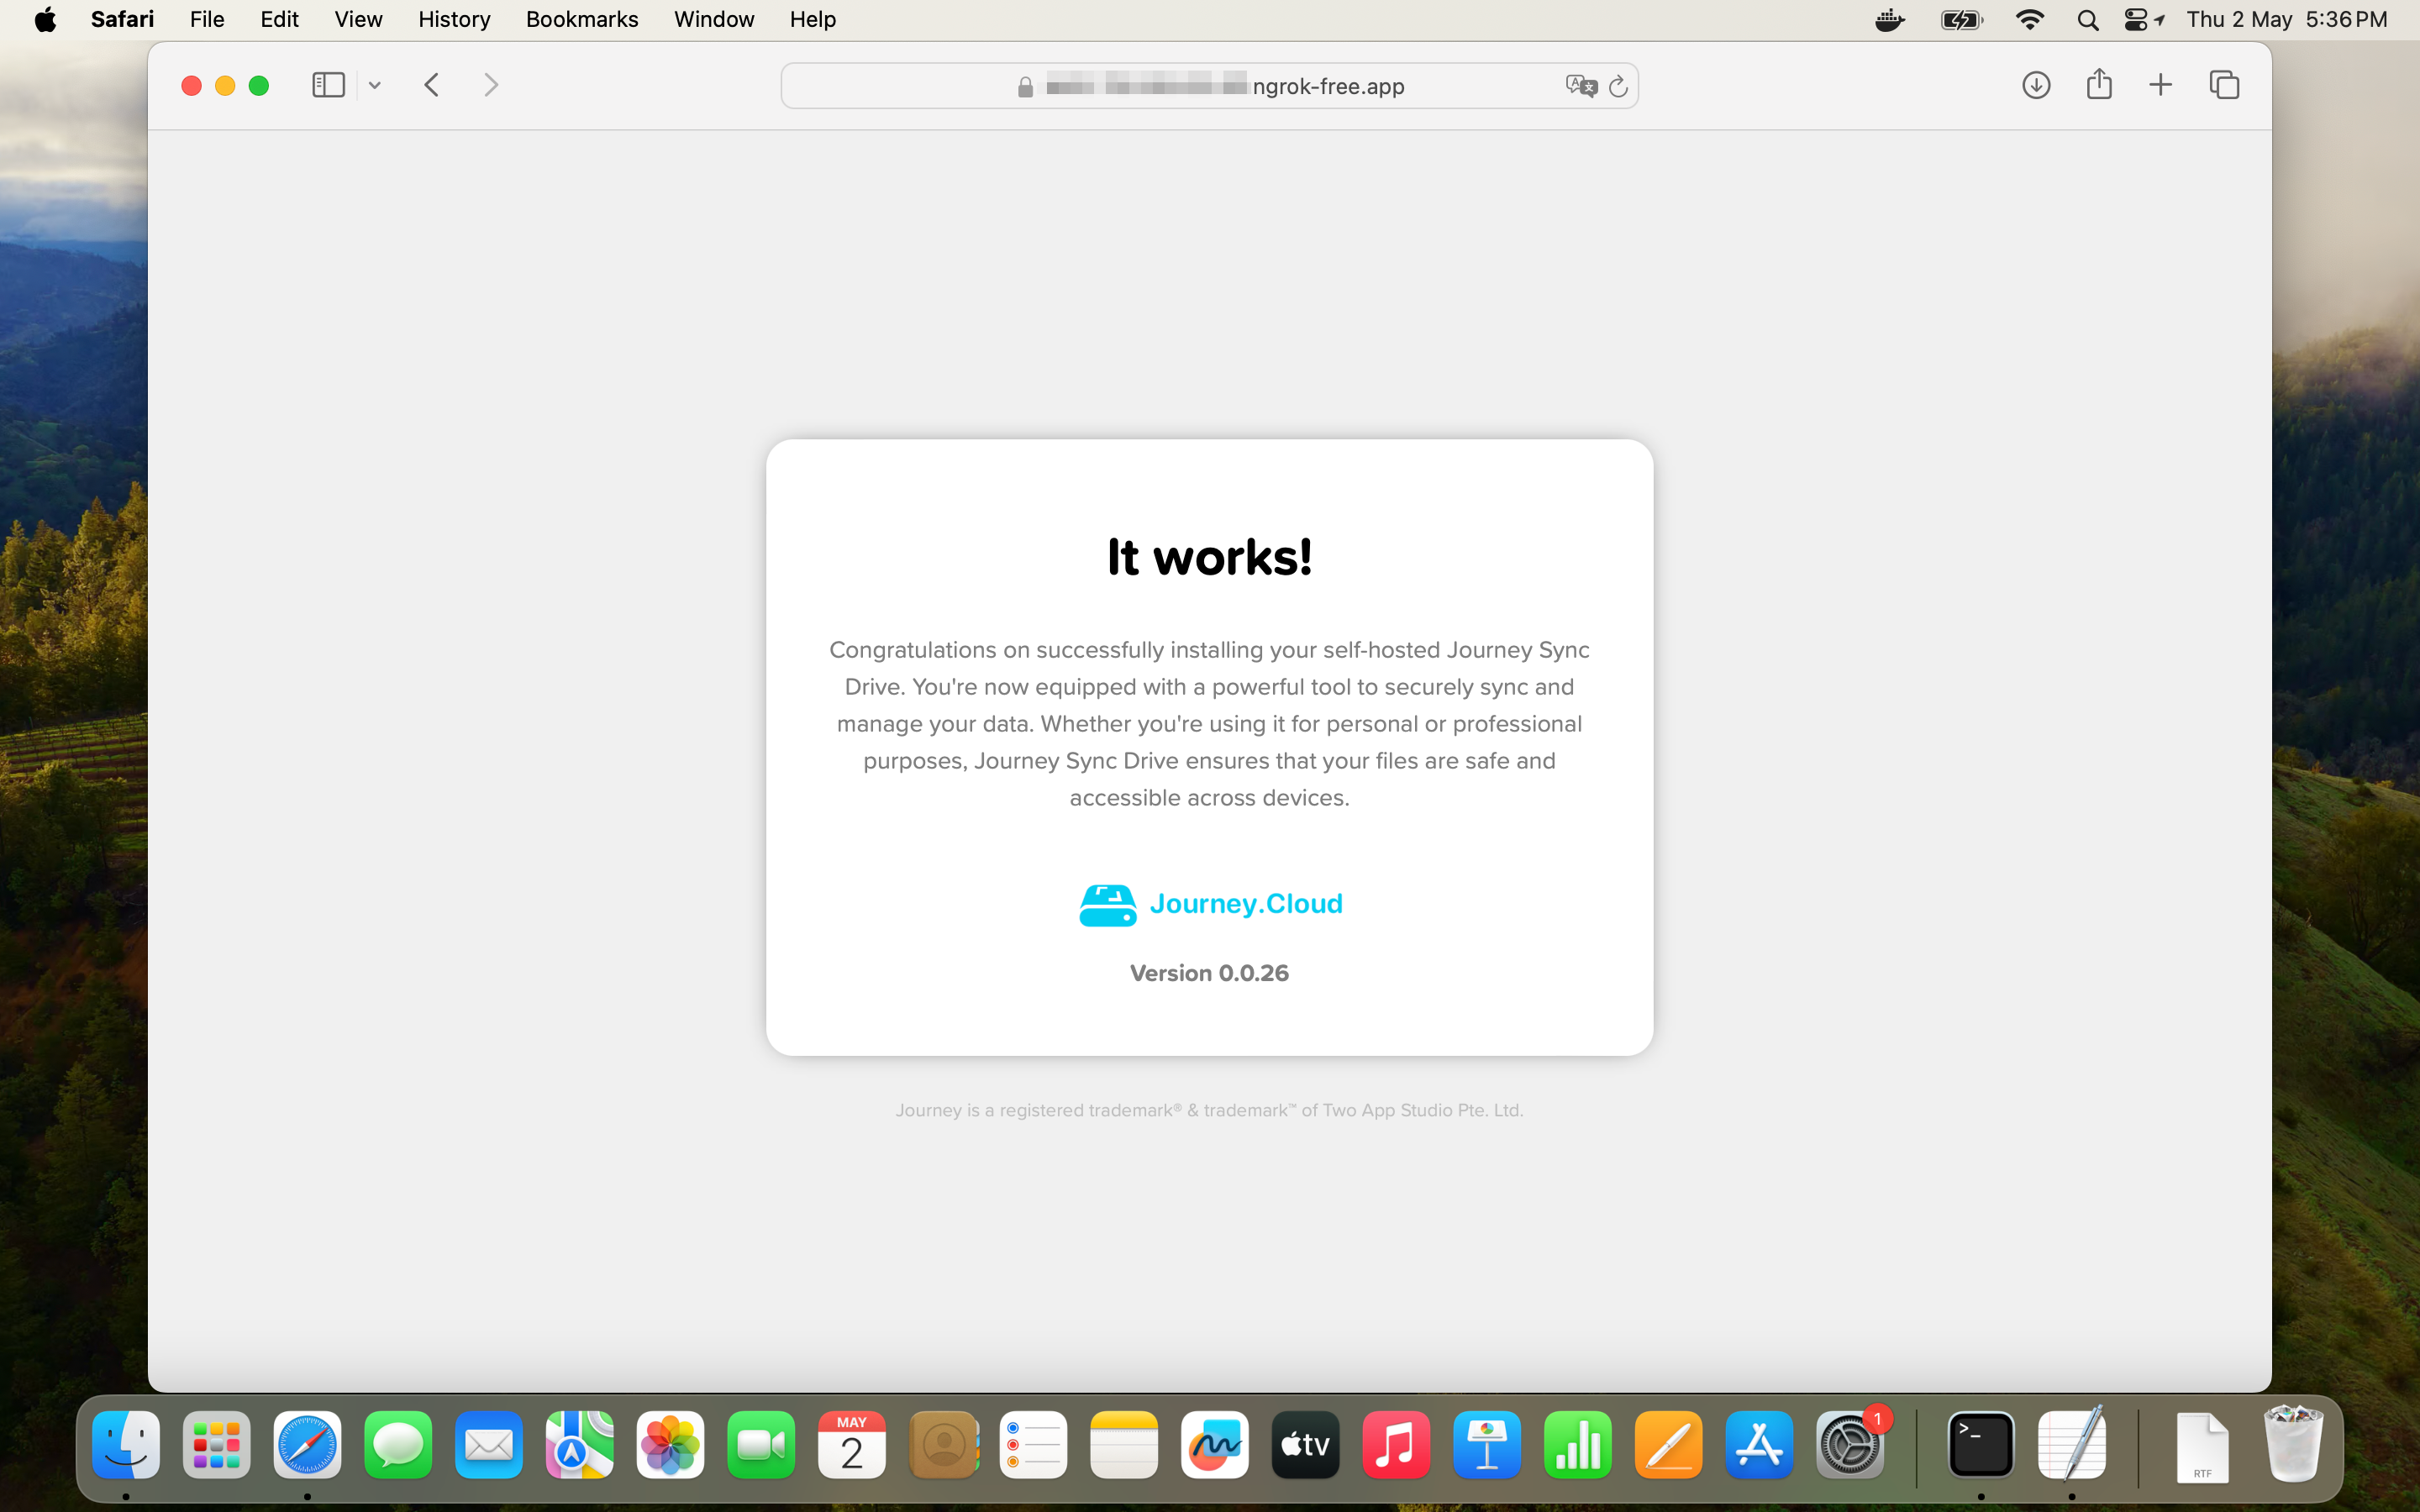 Safari File Edit View History Bookmarks Window Help Thu 2 May 5:36 PM
ngrok-free.app
It works!
Congratulations on successfully installing your self-hosted Journey Sync
Drive. You're now equipped with a powerful tool to securely sync and
manage your data. Whether you're using it for personal or professional
purposes, Journey Sync Drive ensures that your files are safe and
accessible across devices.
Journey.Cloud
Version 0.0.26
Journey is a registered trademark® & trademark™ of Two App Studio Pte. Ltd.
MAY
2
tv
1
>_
RTF